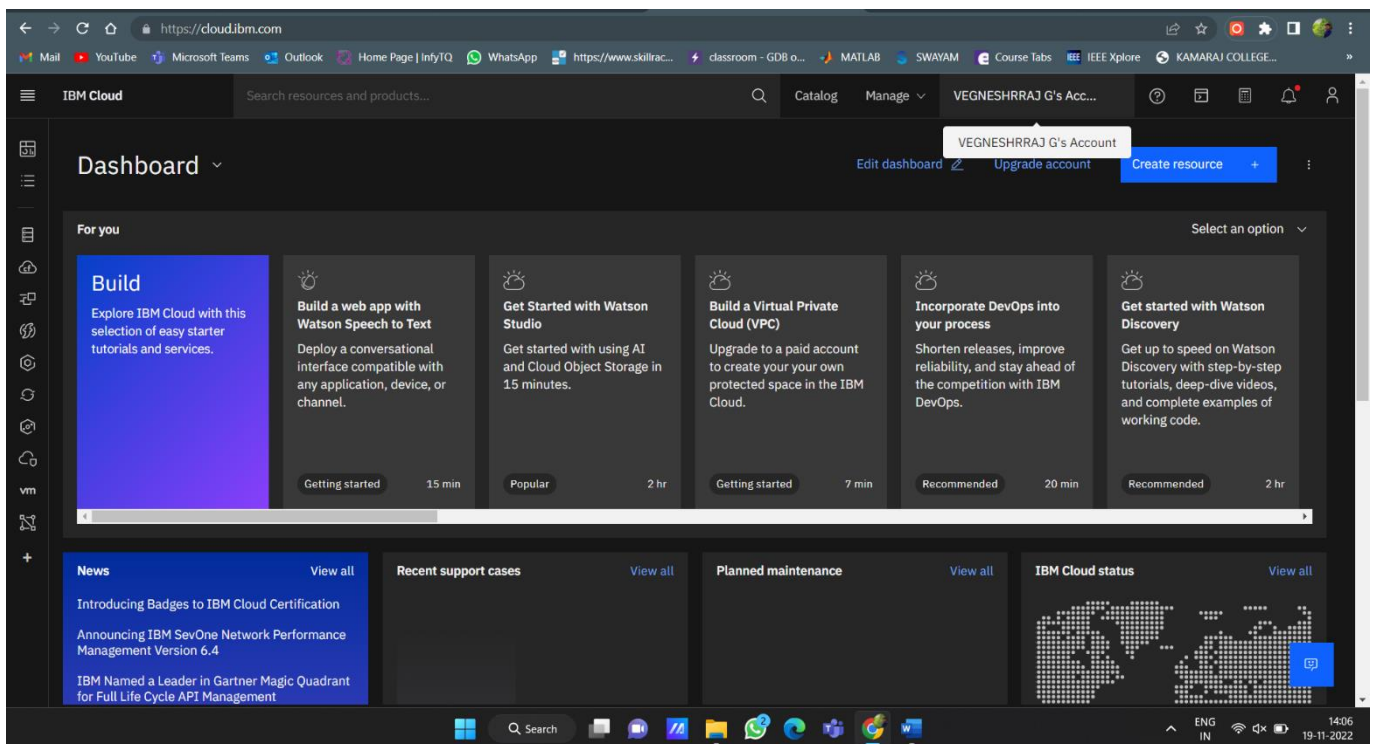 https://cloud.ibm.com
Mail YouTube Microsoft Teams Outlook Home Page | InfyTQ WhatsApp https://www.skillrac... classroom - GDB o... MATLAB SWAYAM Course Tabs IEEE Xplore KAMARAJ COLLEGE... »
IBM Cloud Search resources and products... Catalog Manage VEGNESHRRAJ G's Acc...
VEGNESHRRAJ G's Account
Dashboard Edit dashboard Upgrade account Create resource +
For you Select an option
Build
Explore IBM Cloud with this
selection of easy starter
tutorials and services.
Build a web app with
Watson Speech to Text
Deploy a conversational
interface compatible with
any application, device, or
channel.
Getting started 15 min
Get Started with Watson
Studio
Get started with using AI
and Cloud Object Storage in
15 minutes.
Popular 2 hr
Build a Virtual Private
Cloud (VPC)
Upgrade to a paid account
to create your your own
protected space in the IBM
Cloud.
Getting started 7 min
Incorporate DevOps into
your process
Shorten releases, improve
reliability, and stay ahead of
the competition with IBM
DevOps.
Recommended 20 min
Get started with Watson
Discovery
Get up to speed on Watson
Discovery with step-by-step
tutorials, deep-dive videos,
and complete examples of
working code.
Recommended 2 hr
vm
News View all
Introducing Badges to IBM Cloud Certification
Announcing IBM SevOne Network Performance
Management Version 6.4
IBM Named a Leader in Gartner Magic Quadrant
for Full Life Cycle API Management
Recent support cases View all
Planned maintenance View all
IBM Cloud status View all
Search
ENG
IN
14:06
19-11-2022